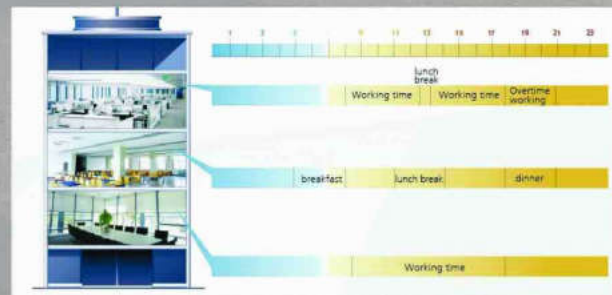 1 3 5 9 11 13 15 17 19 21 23
lunch
break
Working time Working time Overtime
working
breakfast lunch break dinner
Working time